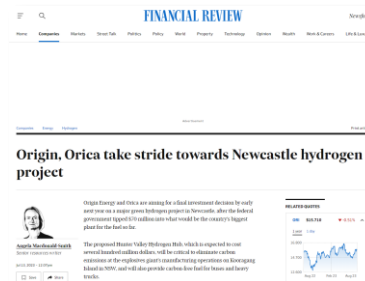 FINANCIAL REVIEW
Home Companies Markets Street Talk Politics Policy World Property Technology Opinion Wealth Work & Careers Life & Lux
Companies Energy Hydrogen
Origin, Orica take stride towards Newcastle hydrogen
project
Origin Energy and Orica are aiming for a final investment decision by early
next year on a major green hydrogen project in Newcastle, after the federal
government tipped $70 million into what would be the country's biggest
plant for the fuel so far.
Angela Macdonald-Smith
Senior resources writer
The proposed Hunter Valley Hydrogen Hub, which is expected to cost
several hundred million dollars, will be critical to eliminate carbon
emissions at the explosives giant's manufacturing operations on Kooragang
Island in NSW, and will also provide carbon-free fuel for buses and heavy
trucks.
Save Share
RELATED QUOTES